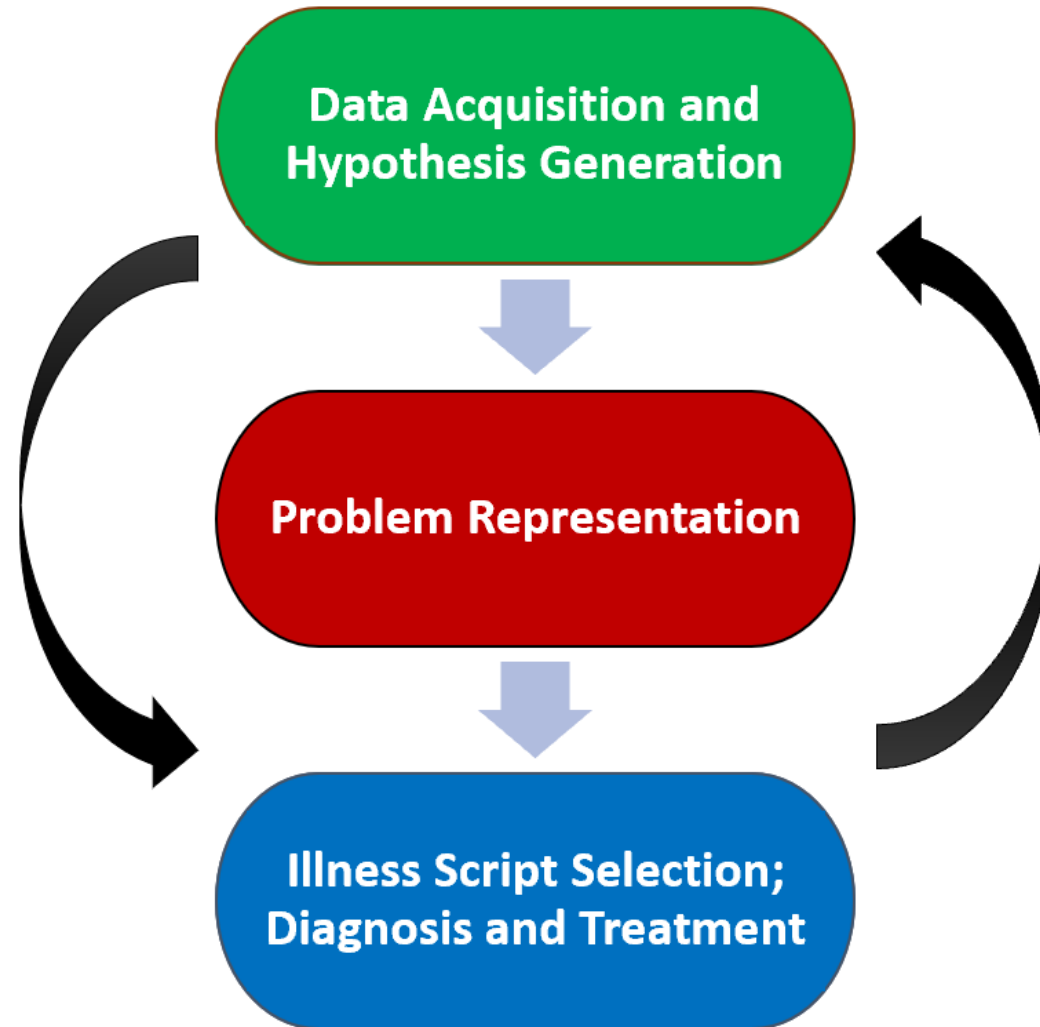 Data Acquisition and
Hypothesis Generation
Problem Representation
Illness Script Selection;
Diagnosis and Treatment